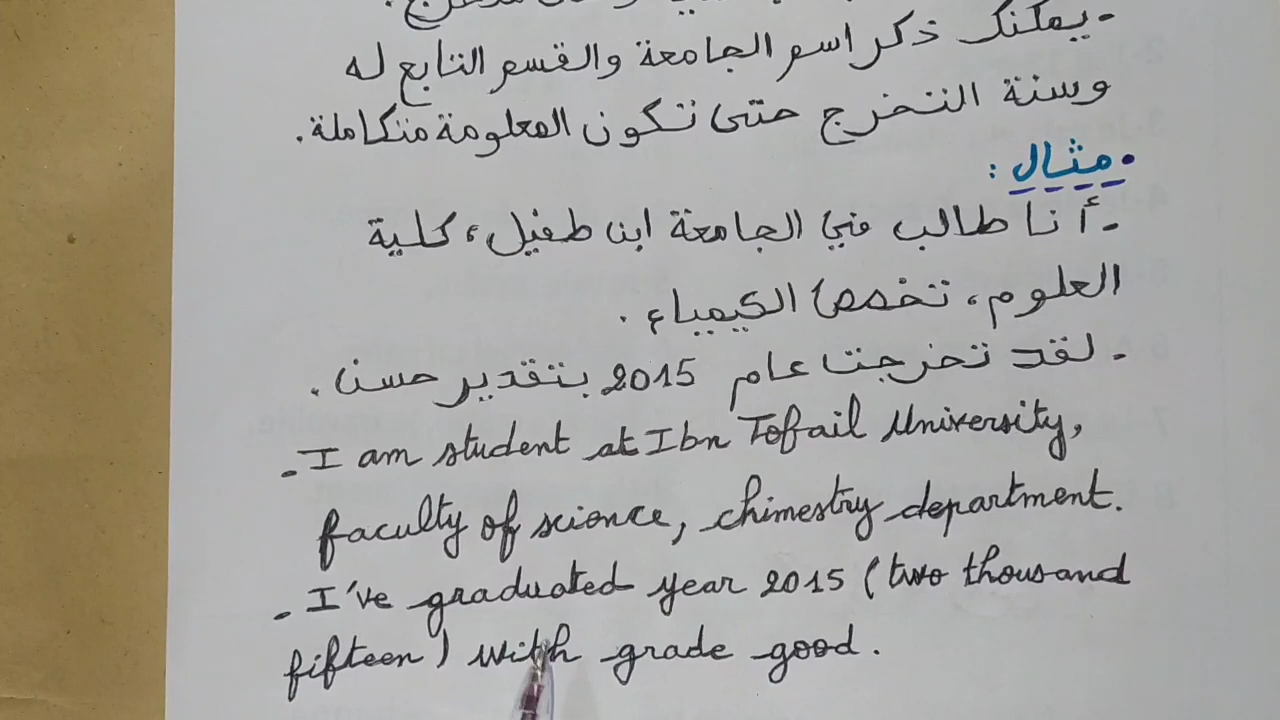 - يمكنك ذكر اسم الجامعة والقسم التابع له
وسنة التخرج حتى تكون المعلومة متكاملة.
• مثال :
- أنا طالب في الجامعة ابن طفيل، كلية
العلوم، تخصص الكيمياء.
- لقد تخرجت عام 2015 بتقدير حسن.
- I am student at Ibn Tofail University,
faculty of science, chimestry department.
- I've graduated year 2015 (two thousand
fifteen) with grade good.